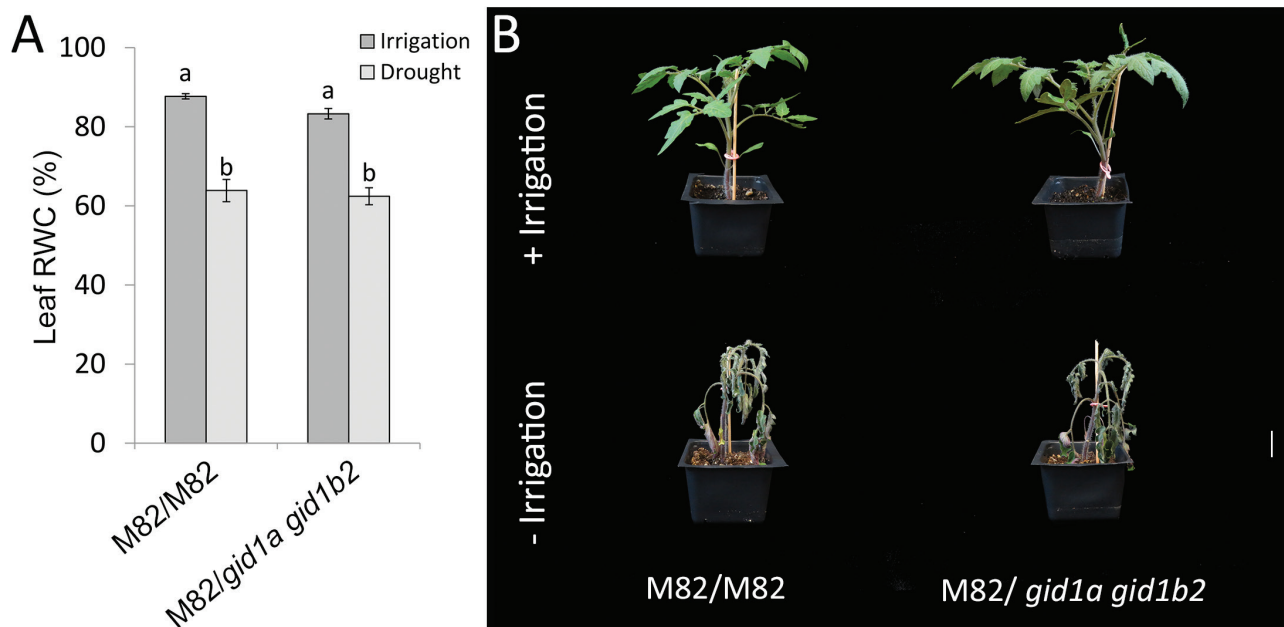 A
100
80
60
40
20
0
Leaf RWC (%)
Irrigation
Drought
a
b
a
b
M82/M82
M82/gid1a gid1b2
B
+ Irrigation
- Irrigation
M82/M82
M82/ gid1a gid1b2